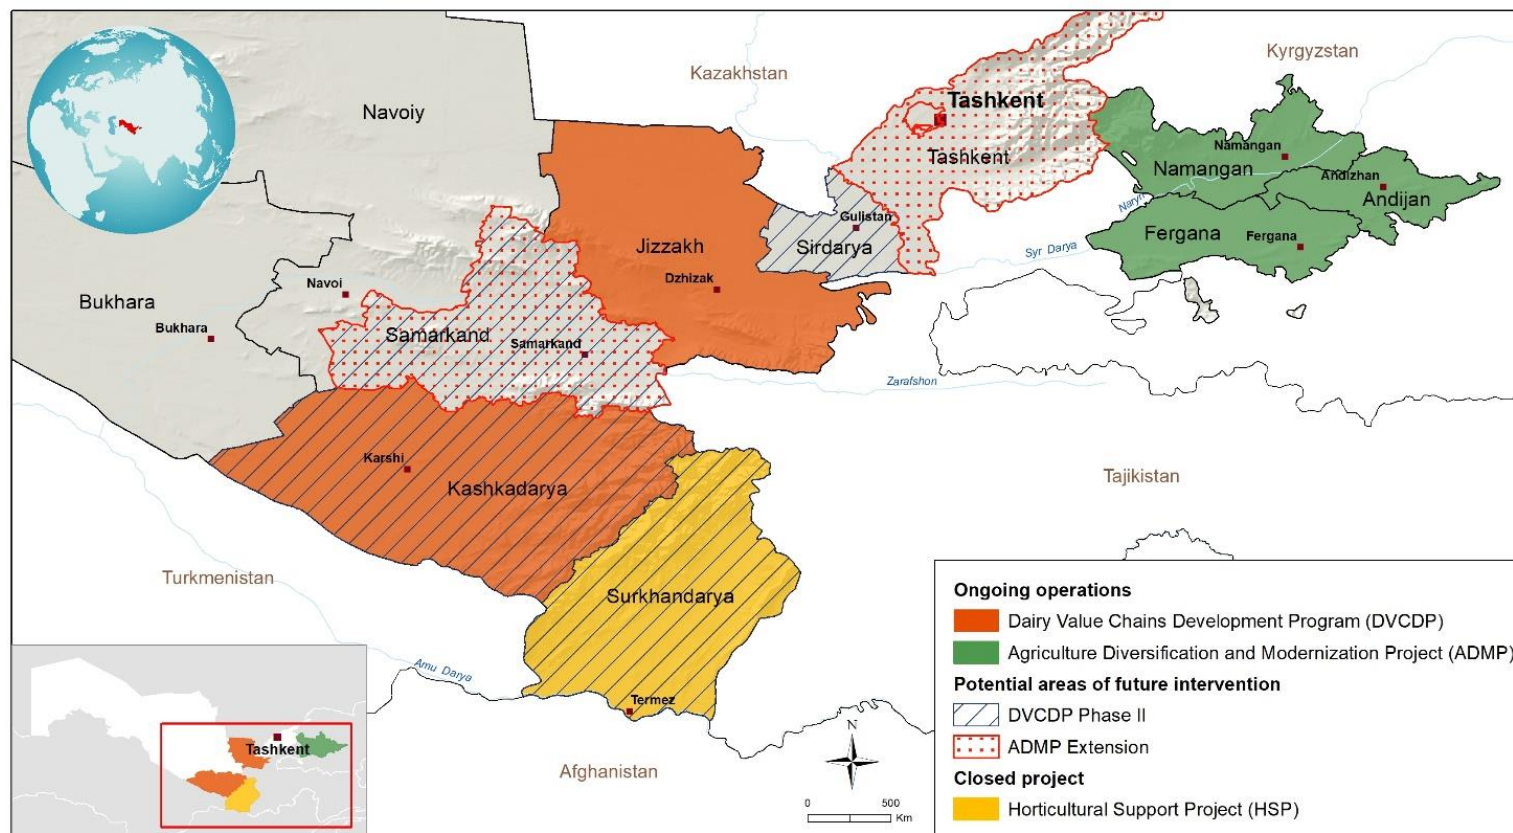 Kazakhstan
Kyrgyzstan
Navoiy
Tashkent
Tashkent
Namangan
Namangan
Andizhan
Andijan
Naryn
Gulistan
Sirdarya
Fergana
Fergana
Syr Darya
Jizzakh
Dzhizak
Navoi
Bukhara
Bukhara
Samarkand
Samarkand
Zarafshon
Karshi
Kashkadarya
Tajikistan
Turkmenistan
Surkhandarya
Amu Darya
Termez
Afghanistan
Tashkent
N
0 500
Km
Ongoing operations
Dairy Value Chains Development Program (DVCDP)
Agriculture Diversification and Modernization Project (ADMP)
Potential areas of future intervention
DVCDP Phase II
ADMP Extension
Closed project
Horticultural Support Project (HSP)